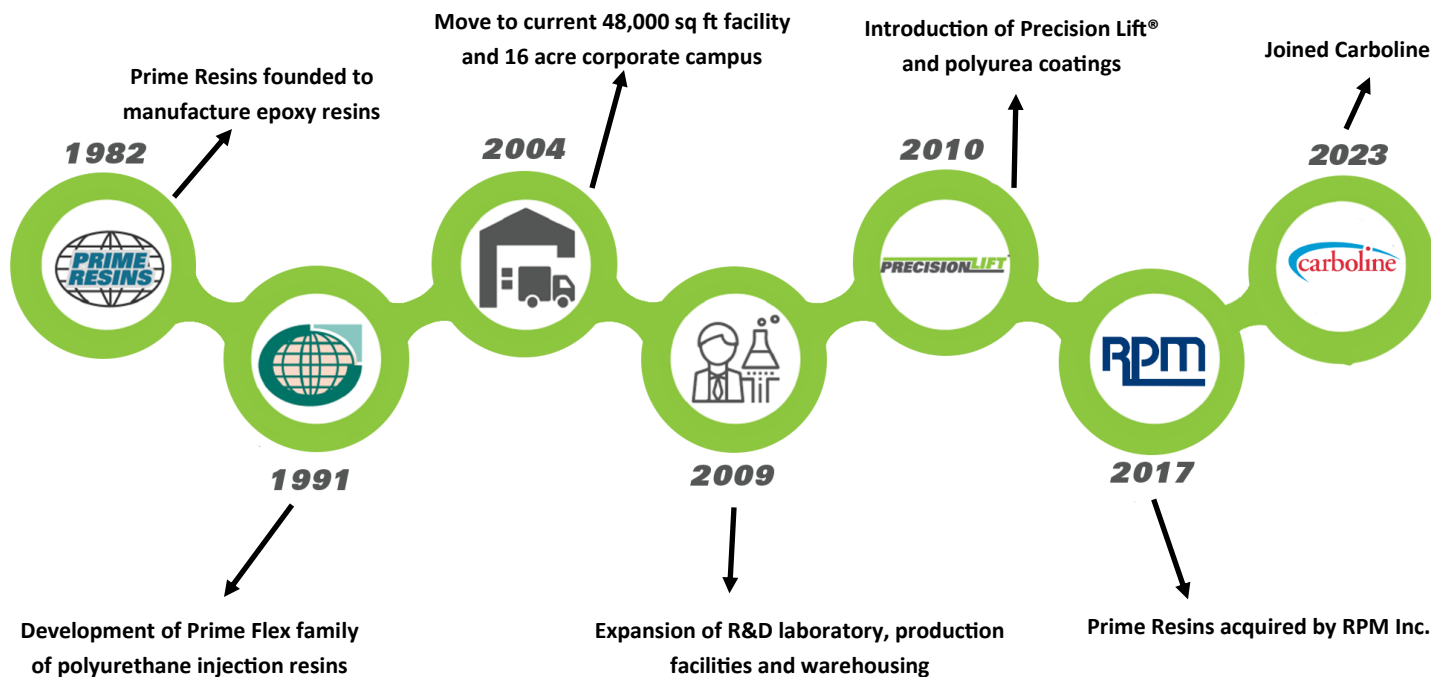 Prime Resins founded to
manufacture epoxy resins
1982
PRIME
RESINS
1991
Development of Prime Flex family
of polyurethane injection resins
Move to current 48,000 sq ft facility
and 16 acre corporate campus
2004
2009
Expansion of R&D laboratory, production
facilities and warehousing
Introduction of Precision Lift®
and polyurea coatings
2010
PRECISIONLIFT
RPM
2017
Prime Resins acquired by RPM Inc.
Joined Carboline
2023
carboline